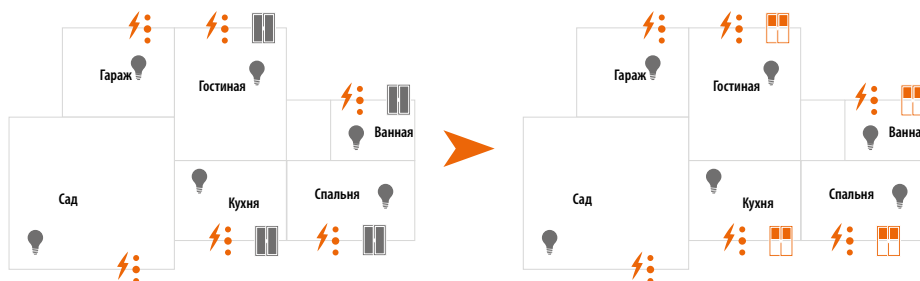 Гараж
Гостиная
Ванная
Сад
Кухня
Спальня
Гараж
Гостиная
Ванна
Сад
Кухня
Спальня